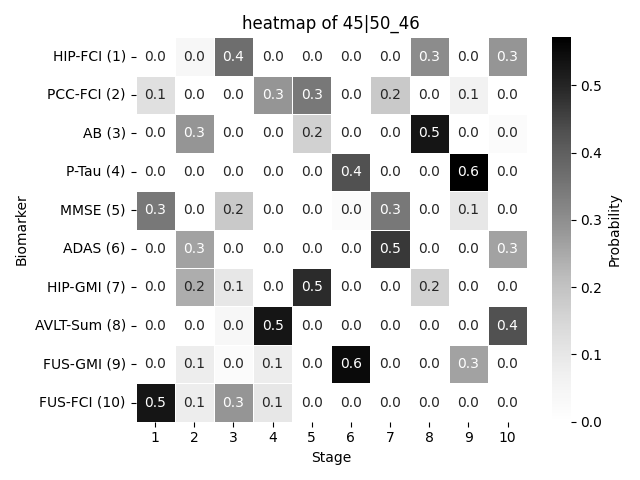 heatmap of 45|50_46
HIP-FCI (1) 0.0 0.0 0.4 0.0 0.0 0.0 0.0 0.3 0.0 0.3
PCC-FCI (2) 0.1 0.0 0.0 0.3 0.3 0.0 0.2 0.0 0.1 0.0
AB (3) 0.0 0.3 0.0 0.0 0.2 0.0 0.0 0.5 0.0 0.0
P-Tau (4) 0.0 0.0 0.0 0.0 0.0 0.4 0.0 0.0 0.6 0.0
MMSE (5) 0.3 0.0 0.2 0.0 0.0 0.0 0.3 0.0 0.1 0.0
ADAS (6) 0.0 0.3 0.0 0.0 0.0 0.0 0.5 0.0 0.0 0.3
HIP-GMI (7) 0.0 0.2 0.1 0.0 0.5 0.0 0.0 0.2 0.0 0.0
AVLT-Sum (8) 0.0 0.0 0.0 0.5 0.0 0.0 0.0 0.0 0.0 0.4
FUS-GMI (9) 0.0 0.1 0.0 0.1 0.0 0.6 0.0 0.0 0.3 0.0
FUS-FCI (10) 0.5 0.1 0.3 0.1 0.0 0.0 0.0 0.0 0.0 0.0
1 2 3 4 5 6 7 8 9 10
Stage
Biomarker
0.5
0.4
0.3
0.2
0.1
0.0
Probability